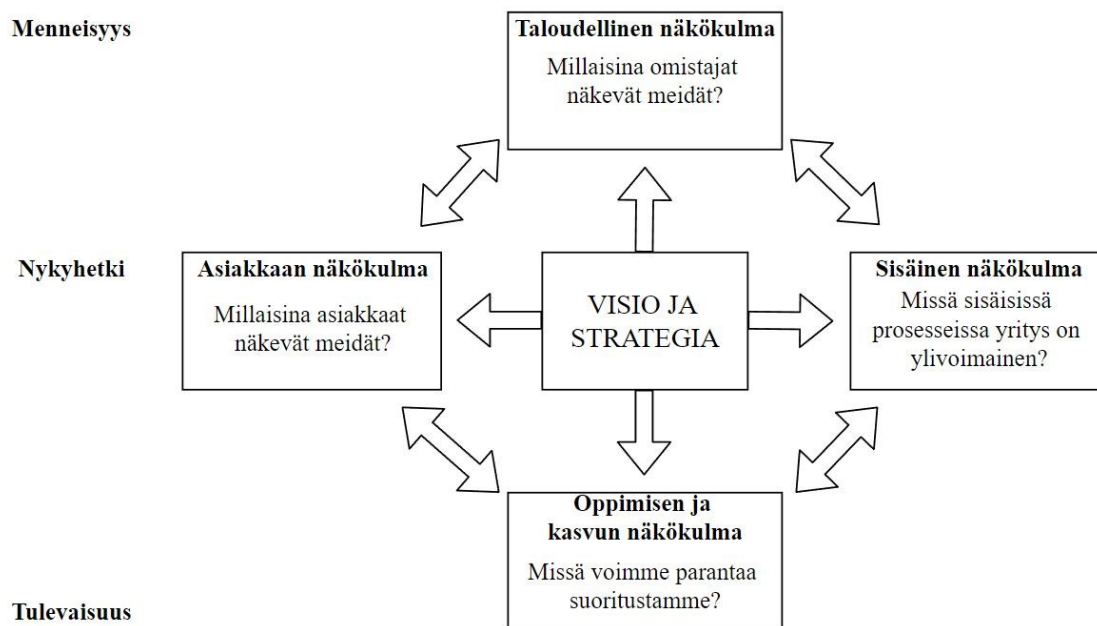 Menneisyys
Taloudellinen näkökulma
Millaisina omistajat
näkevät meidät?
Nykyhetki
Asiakkaan näkökulma
Millaisina asiakkaat
näkevät meidät?
VISIO JA
STRATEGIA
Sisäinen näkökulma
Missä sisäisissä
prosesseissa yritys on
ylivoimainen?
Oppimisen ja
kasvun näkökulma
Missä voimme parantaa
suoritustamme?
Tulevaisuus